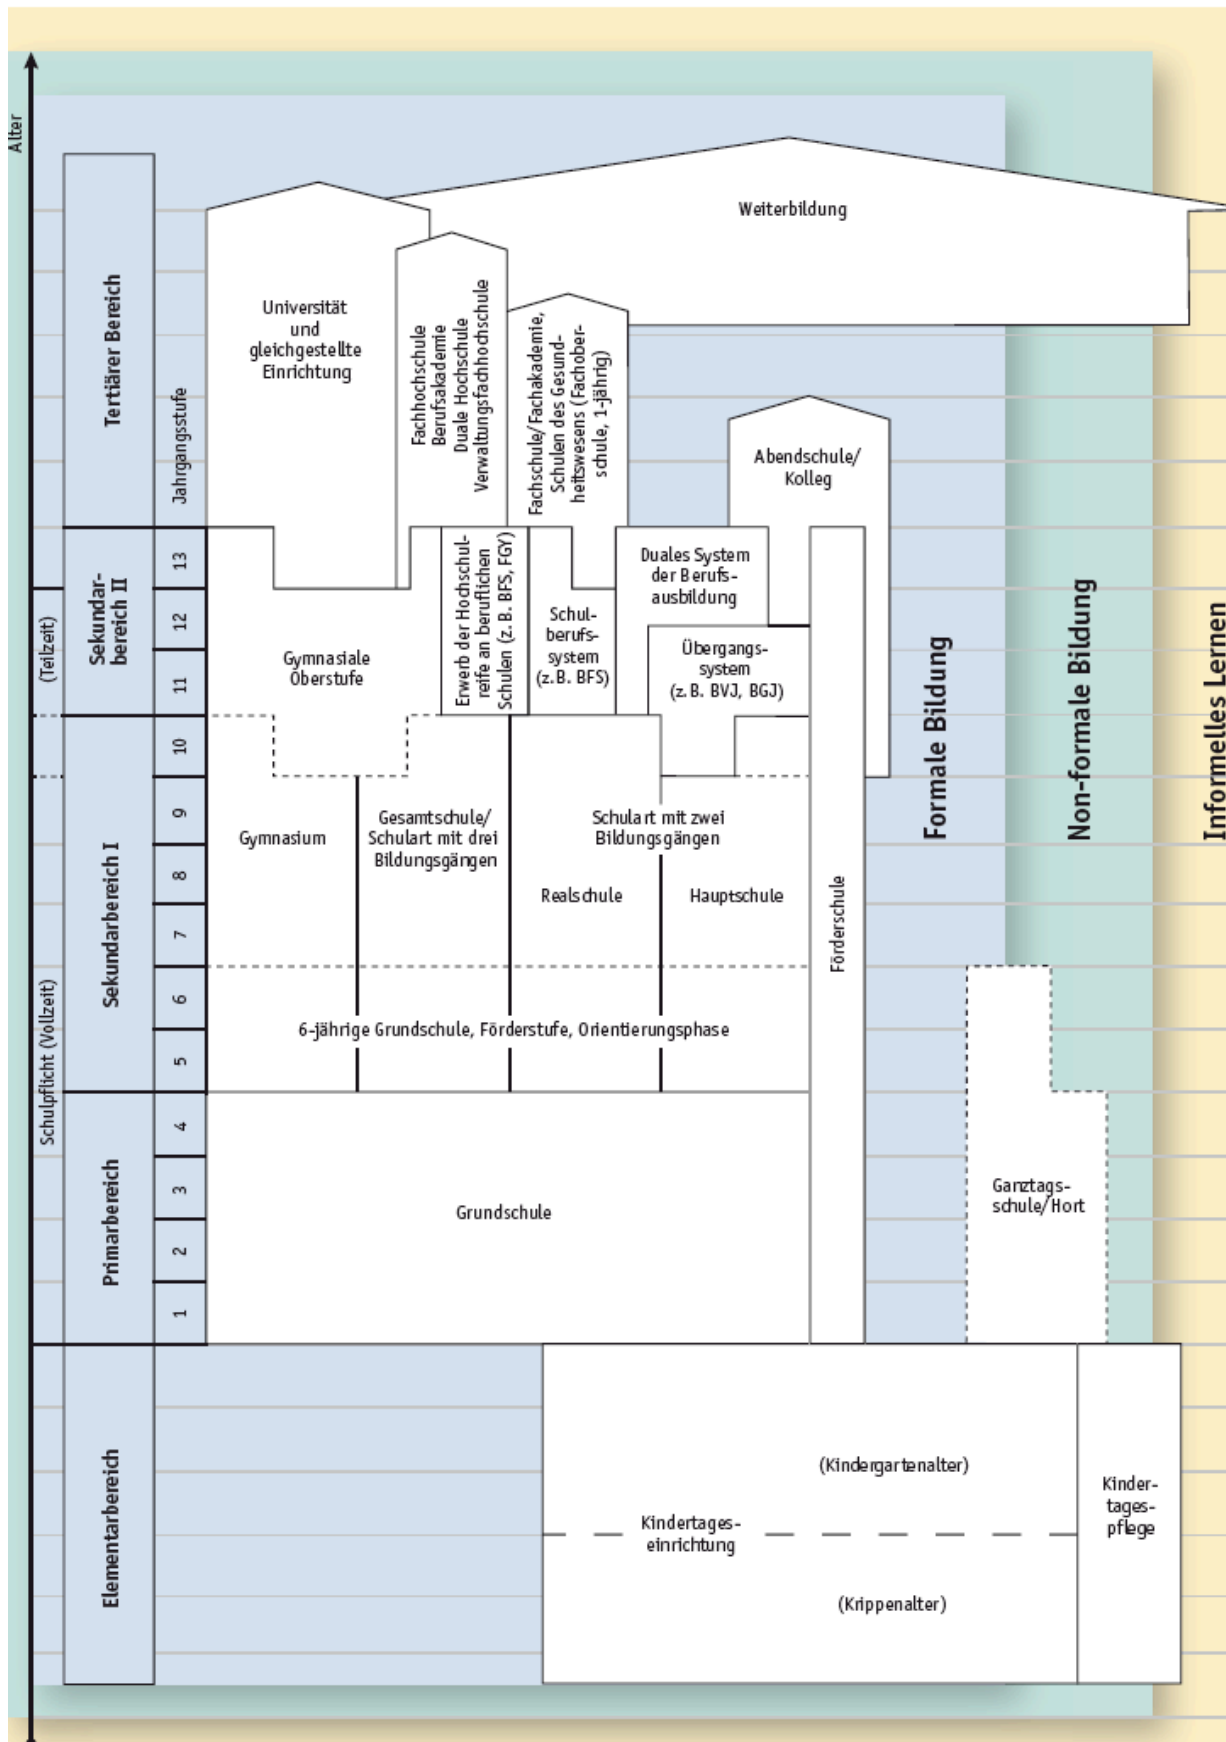 Alter
Weiterbildung
Tertiärer Bereich
Jahrgangsstufe
Universität
und
gleichgestellte
Einrichtung
Fachhochschule
Berufsakademie
Duale Hochschule
Verwaltungsfachhochschule
Fachschule/Fachakademie,
Schulen des Gesund-
heitswesens (Fachober-
schule, 1-jährig)
Abendschule/
Kolleg
(Teilzeit)
Sekundar-
bereich II
13
12
11
Gymnasiale
Oberstufe
Erwerb der Hochschul-
reife an beruflichen
Schulen (z. B. BFS, FGY)
Schul-
berufs-
system
(z. B. BFS)
Duales System
der Berufs-
ausbildung
Übergangs-
system
(z. B. BVJ, BGJ)
Formale Bildung
Non-formale Bildung
Informelles Lernen
Schulpflicht (Vollzeit)
Sekundarbereich I
10
9
8
7
6
5
Gymnasium
Gesamtschule/
Schulart mit drei
Bildungsgängen
Schulart mit zwei
Bildungsgängen
Realschule
Hauptschule
Förderschule
6-jährige Grundschule, Förderstufe, Orientierungsphase
Primarbereich
4
3
2
1
Grundschule
Ganztags-
schule/Hort
Elementarbereich
(Kindergartenalter)
Kindertages-
einrichtung
(Krippenalter)
Kinder-
tages-
pflege